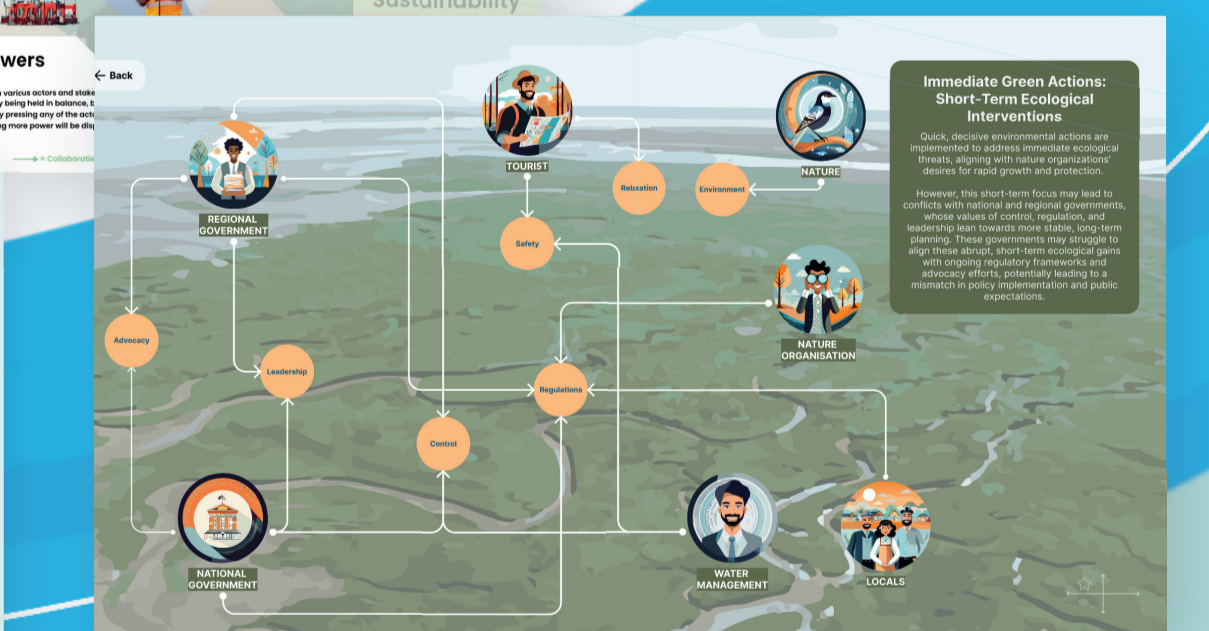 Sustainability
wers
various actors and stake
y being held in balance, b
y pressing any of the acto
ng more power will be disp
= Collaboratio
← Back
REGIONAL
GOVERNMENT
TOURIST
NATURE
Relaxation
Environment
Safety
NATURE
ORGANISATION
Advocacy
Leadership
Regulations
Control
NATIONAL
GOVERNMENT
WATER
MANAGEMENT
LOCALS
Immediate Green Actions:
Short-Term Ecological
Interventions
Quick, decisive environmental actions are
implemented to address immediate ecological
threats, aligning with nature organizations'
desires for rapid growth and protection.
However, this short-term focus may lead to
conflicts with national and regional governments,
whose values of control, regulation, and
leadership lean towards more stable, long-term
planning. These governments may struggle to
align these abrupt, short-term ecological gains
with ongoing regulatory frameworks and
advocacy efforts, potentially leading to a
mismatch in policy implementation and public
expectations.